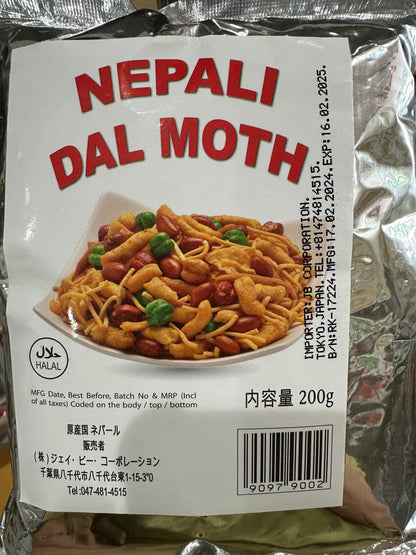 NEPALI
DAL MOTH
IMPORTER:JB CORPORATION.
TOKYO.JAPAN.TEL:+81474814515.
B/N:RK-17224.MFG:17.02.2024.EXP:16.02.2025.
حلال
HALAL
MFG Date, Best Before, Batch No & MRP (Incl
of all taxes) Coded on the body / top / bottom
内容量 200g
原産国 ネパール
販売者
(株) ジェイ・ビー・コーポレーション
千葉県八千代市八千代台東1-15-3º0
Tel :047-481-4515
9097 9002